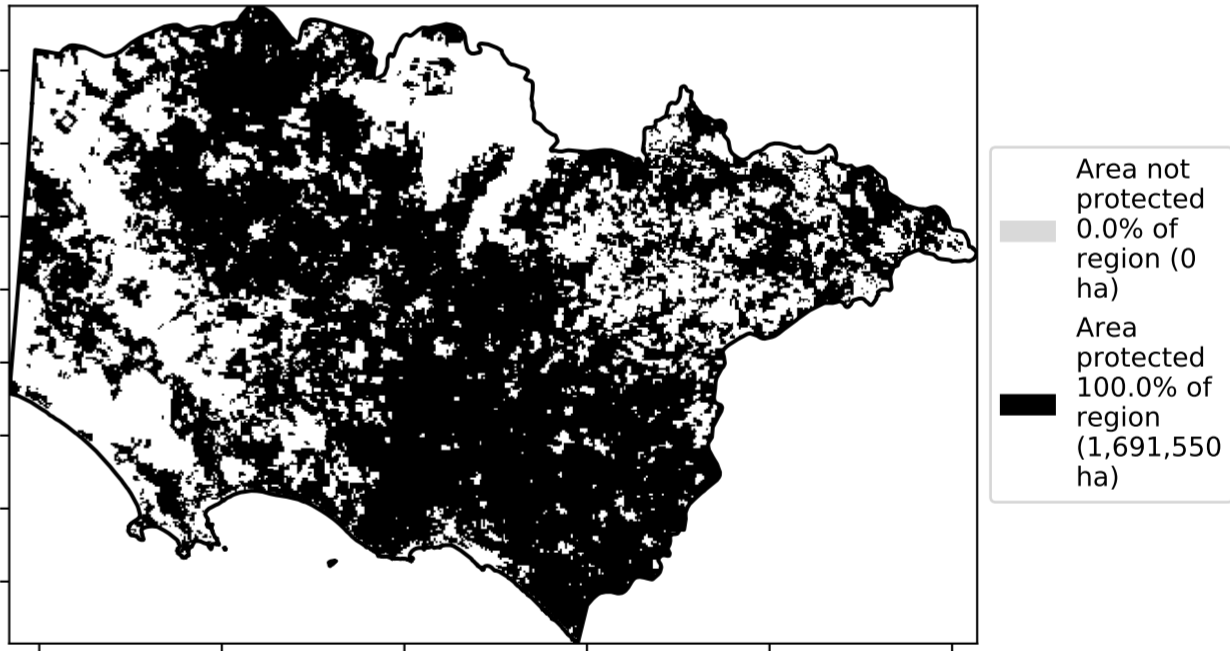 Area not
protected
0.0% of
region (0
ha)
Area
protected
100.0% of
region
(1,691,550
ha)